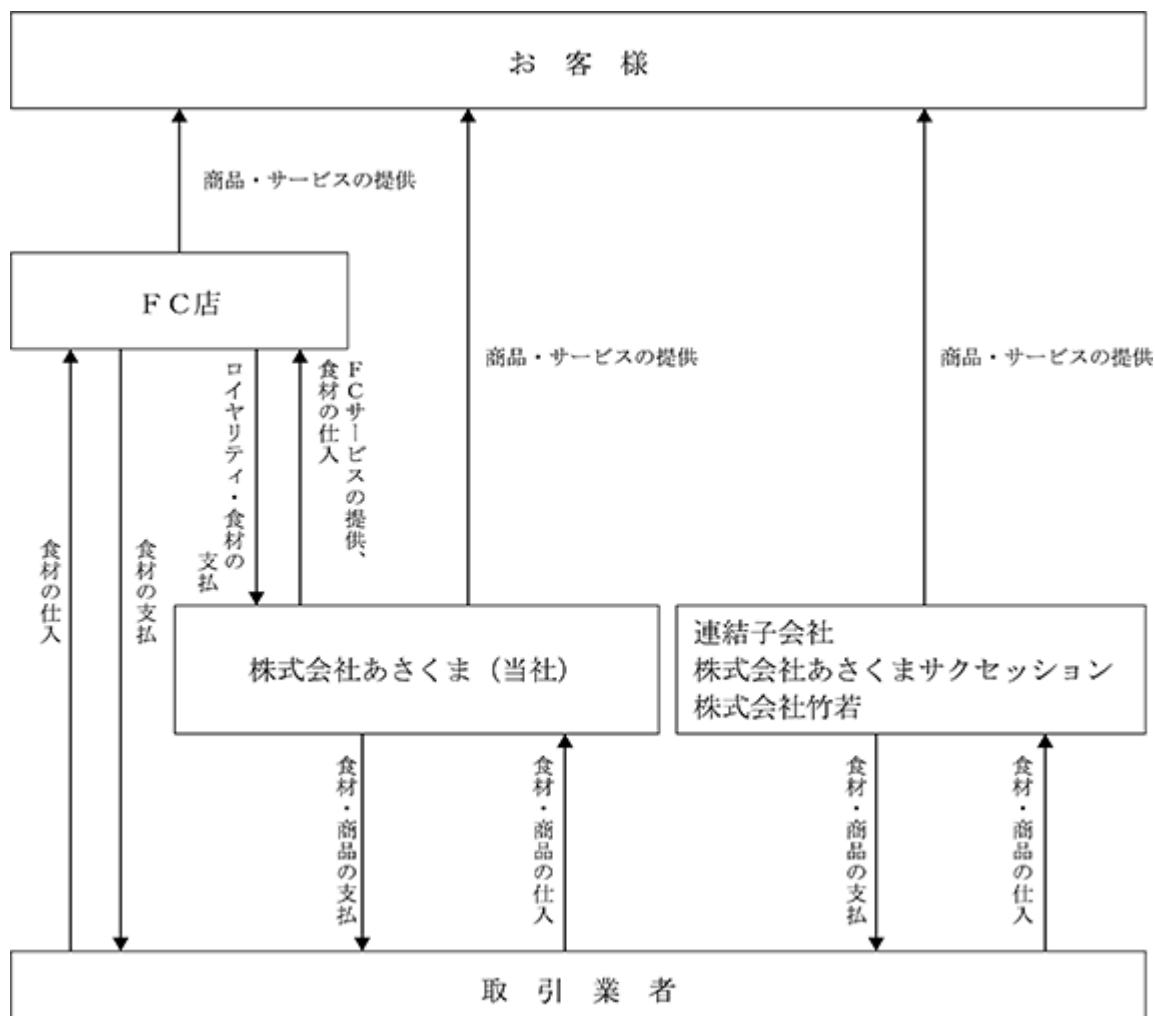 お客様
商品・サービスの提供
FC店
商品・サービスの提供
商品・サービスの提供
食材の仕入
食材の支払
ロイヤリティ・食材の
支払
FCサービスの提供、
食材の仕入
株式会社あさくま（当社）
連結子会社
株式会社あさくまサクセッション
株式会社竹若
食材・商品の支払
食材・商品の仕入
食材・商品の支払
食材・商品の仕入
取引業者